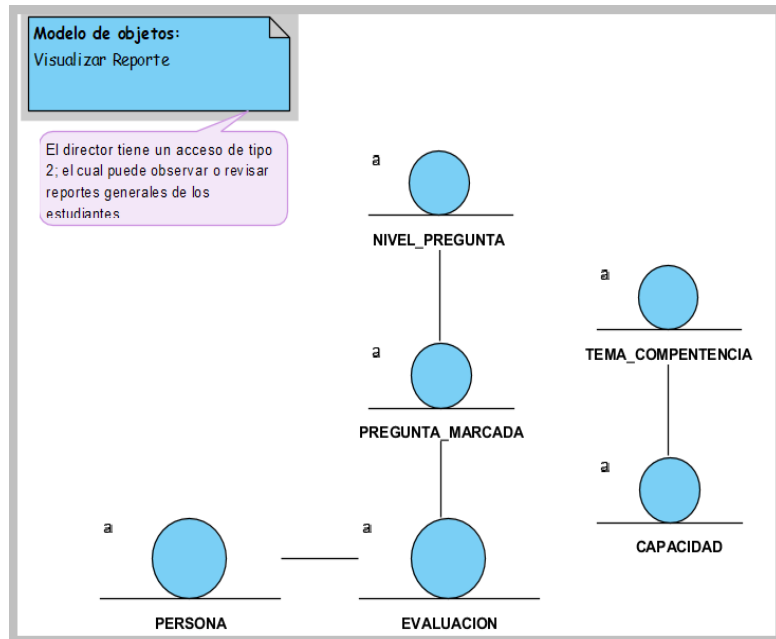 Modelo de objetos:
Visualizar Reporte
El director tiene un acceso de tipo
2; el cual puede observar o revisar
reportes generales de los
estudiantes
a
NIVEL_PREGUNTA
a
TEMA_COMPENTENCIA
a
PREGUNTA_MARCADA
a
CAPACIDAD
a
PERSONA
a
EVALUACION